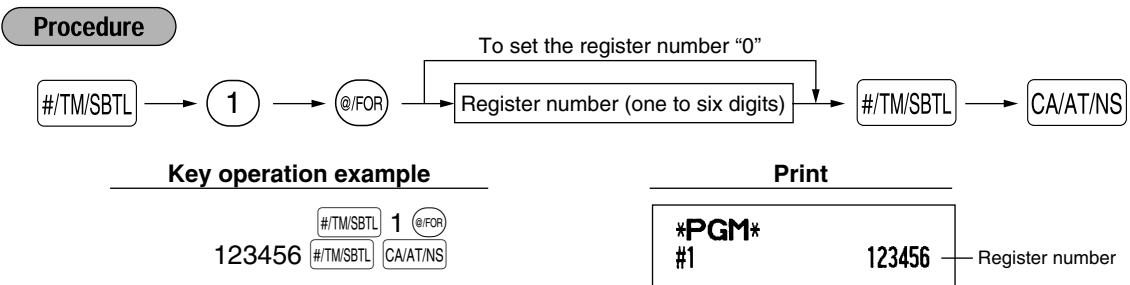 Procedure
To set the register number “0”
#/TM/SBTL 1 @/FOR Register number (one to six digits) #/TM/SBTL CA/AT/NS
Key operation example
Print
#/TM/SBTL 1 @/FOR
123456 #/TM/SBTL CA/AT/NS
*PGM*
#1 123456 Register number